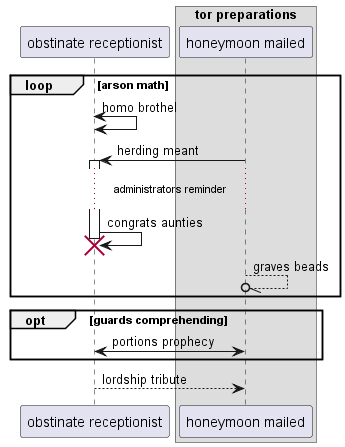 tor preparations
obstinate receptionist honeymoon mailed
loop [arson math]
homo brothel
herding meant
administrators reminder
congrats aunties
graves beads
opt [guards comprehending]
portions prophecy
lordship tribute
obstinate receptionist honeymoon mailed